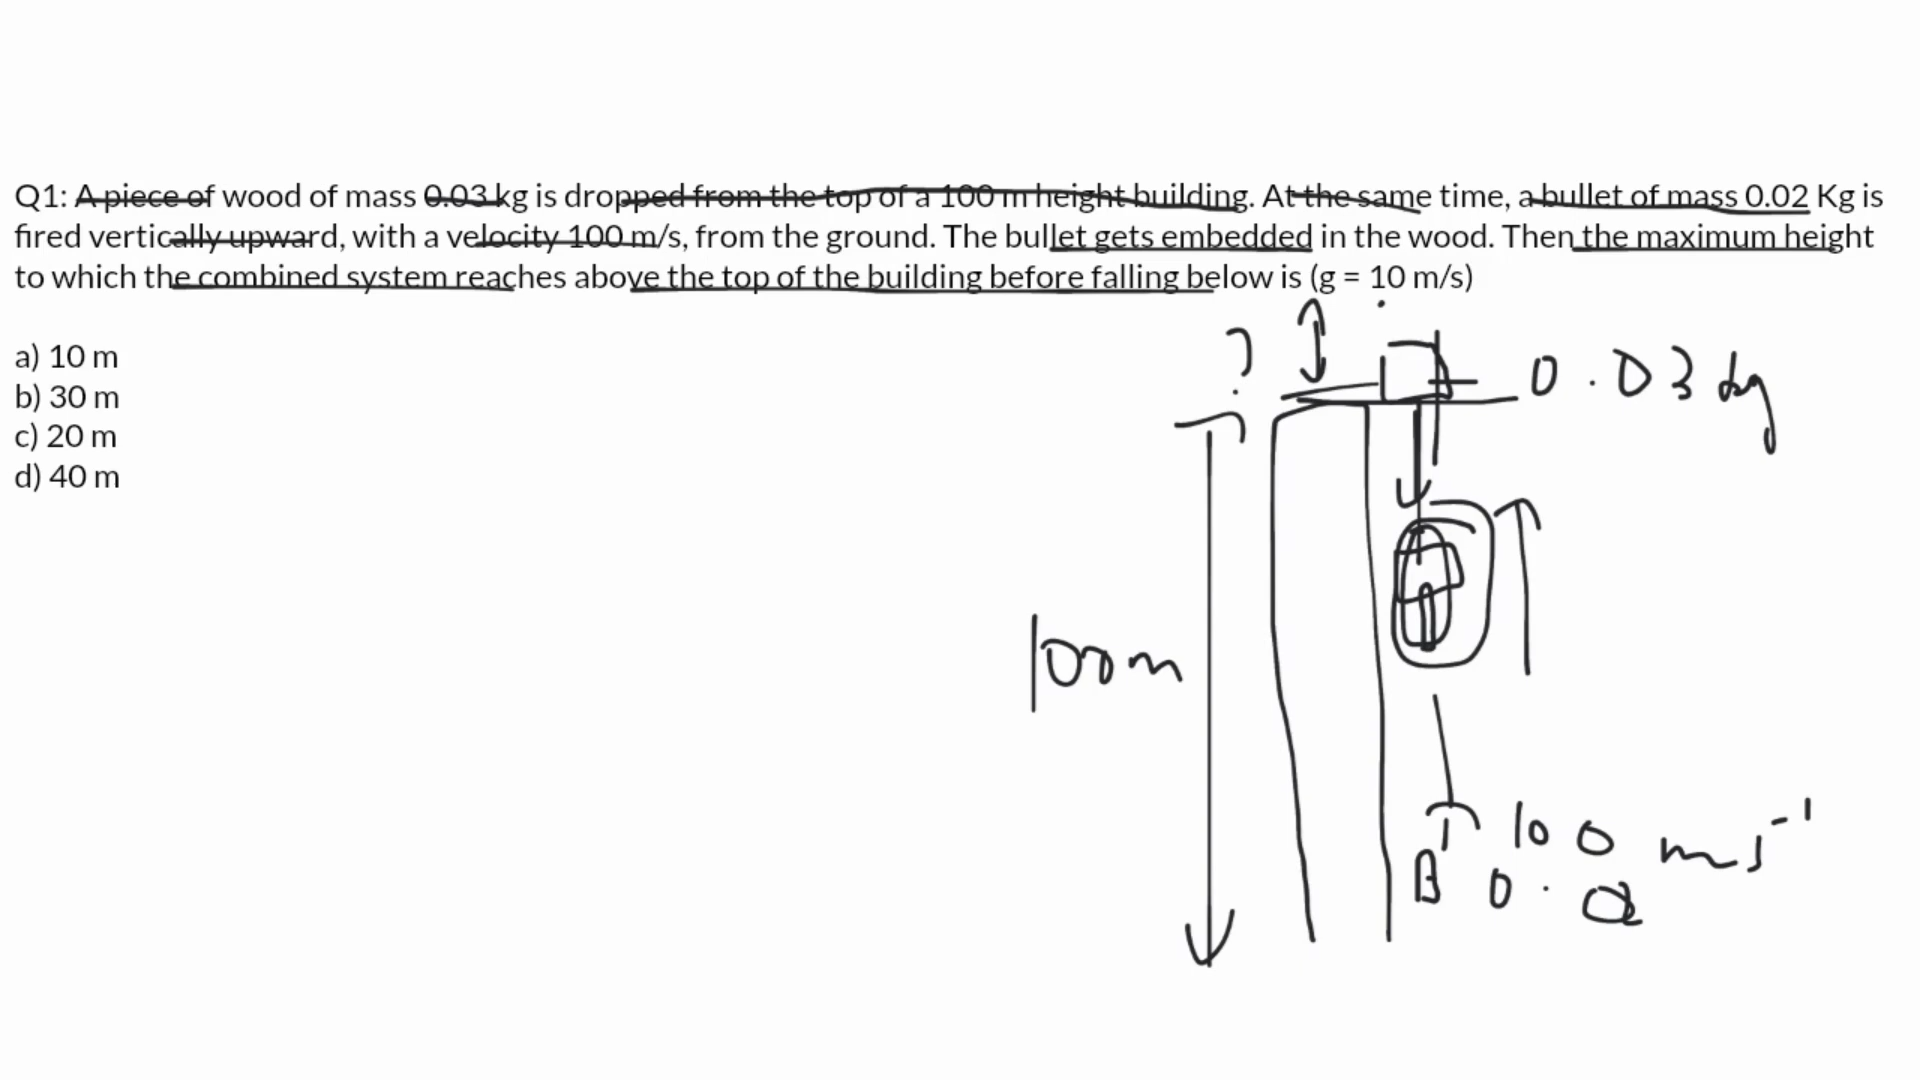 Q1: A piece of wood of mass 0.03 kg is dropped from the top of a 100 m height building. At the same time, a bullet of mass 0.02 Kg is
fired vertically upward, with a velocity 100 m/s, from the ground. The bullet gets embedded in the wood. Then the maximum height
to which the combined system reaches above the top of the building before falling below is (g = 10 m/s)
a) 10 m
b) 30 m
c) 20 m
d) 40 m
?
0.03 kg
100m
100 ms⁻¹
B 0.02